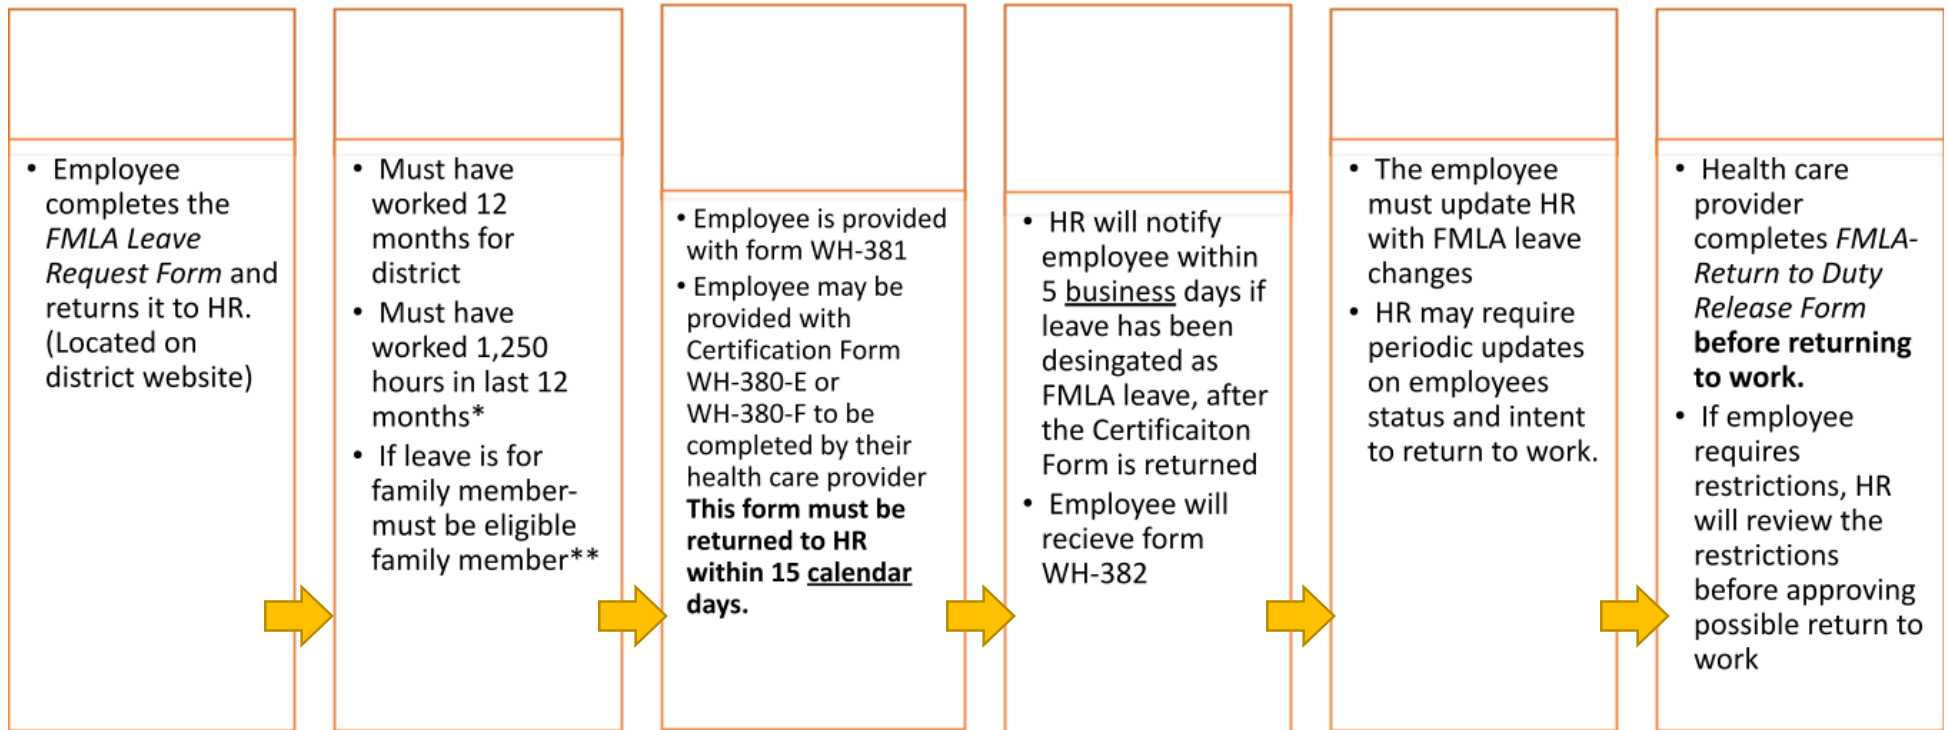 • Employee
completes the
FMLA Leave
Request Form and
returns it to HR.
(Located on
district website)
• Must have
worked 12
months for
district
• Must have
worked 1,250
hours in last 12
months*
• If leave is for
family member-
must be eligible
family member**
• Employee is provided
with form WH-381
• Employee may be
provided with
Certification Form
WH-380-E or
WH-380-F to be
completed by their
health care provider
This form must be
returned to HR
within 15 calendar
days.
• HR will notify
employee within
5 business days if
leave has been
desingated as
FMLA leave, after
the Certificaiton
Form is returned
• Employee will
recieve form
WH-382
• The employee
must update HR
with FMLA leave
changes
• HR may require
periodic updates
on employees
status and intent
to return to work.
• Health care
provider
completes FMLA-
Return to Duty
Release Form
before returning
to work.
• If employee
requires
restrictions, HR
will review the
restrictions
before approving
possible return to
work